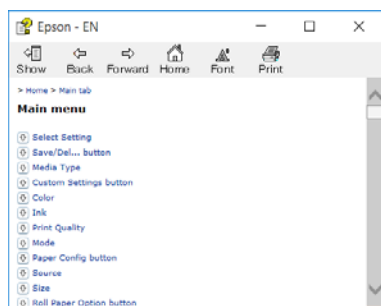 Epson - EN
Show Back Forward Home Font Print
> Home > Main tab
Main menu
Select Setting
Save/Del... button
Media Type
Custom Settings button
Color
Ink
Print Quality
Mode
Paper Config button
Source
Size
Roll Paper Option button